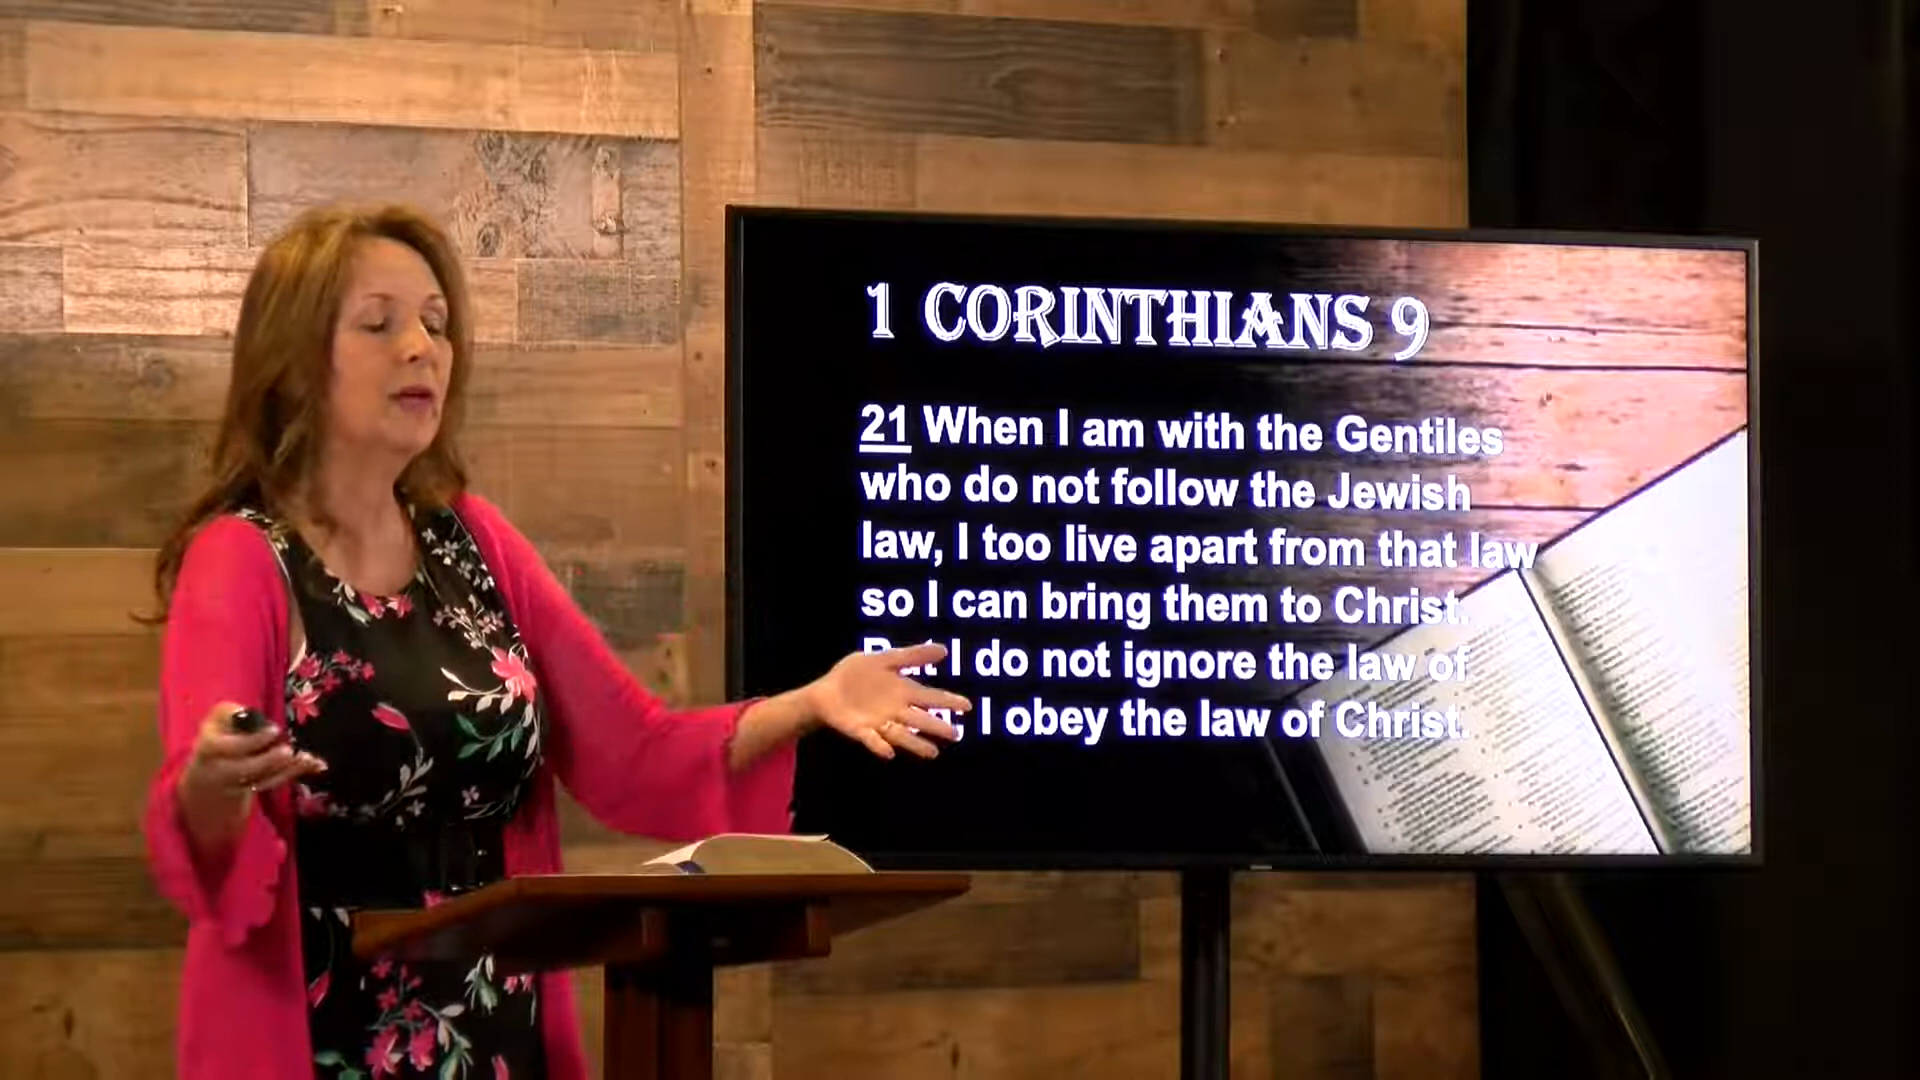 1 CORINTHIANS 9
21 When I am with the Gentiles
who do not follow the Jewish
law, I too live apart from that law
so I can bring them to Christ.
But I do not ignore the law of
I obey the law of Christ.